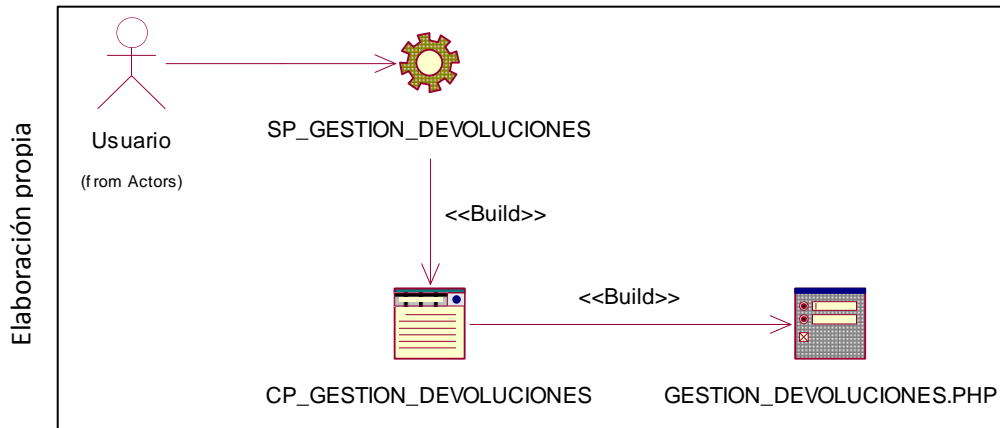 Elaboración propia
Usuario
(from Actors)
SP_GESTION_DEVOLUCIONES
<<Build>>
<<Build>>
CP_GESTION_DEVOLUCIONES
GESTION_DEVOLUCIONES.PHP